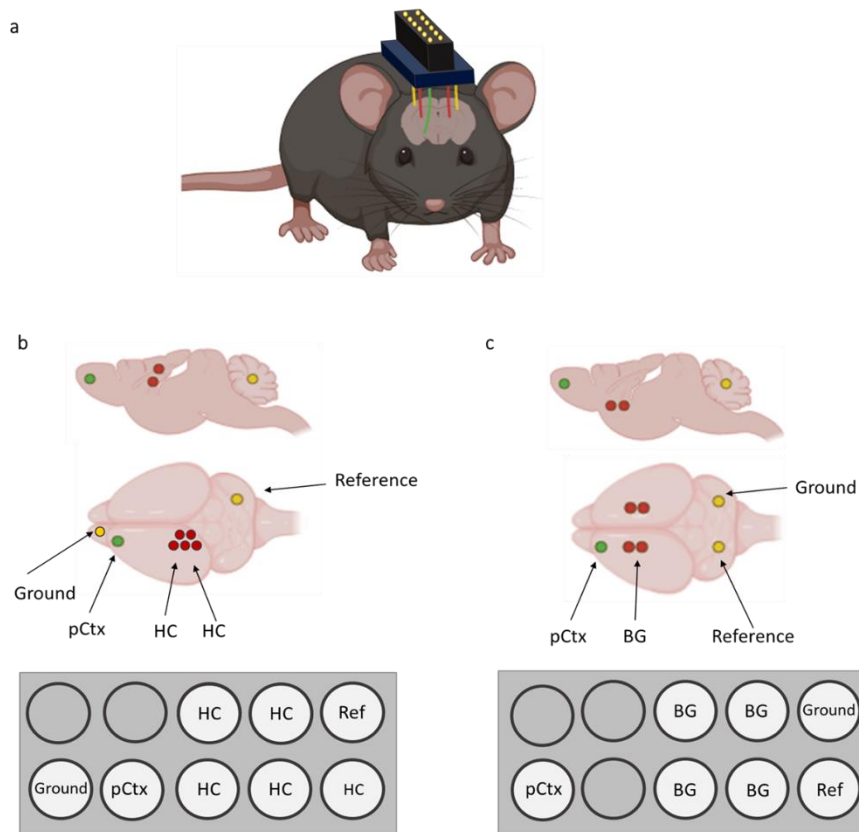 a
b
c
Reference
Ground
Ground
pCtx
HC
HC
pCtx
BG
Reference
HC
HC
Ref
Ground
pCtx
HC
HC
HC
BG
BG
Ground
pCtx
BG
BG
Ref